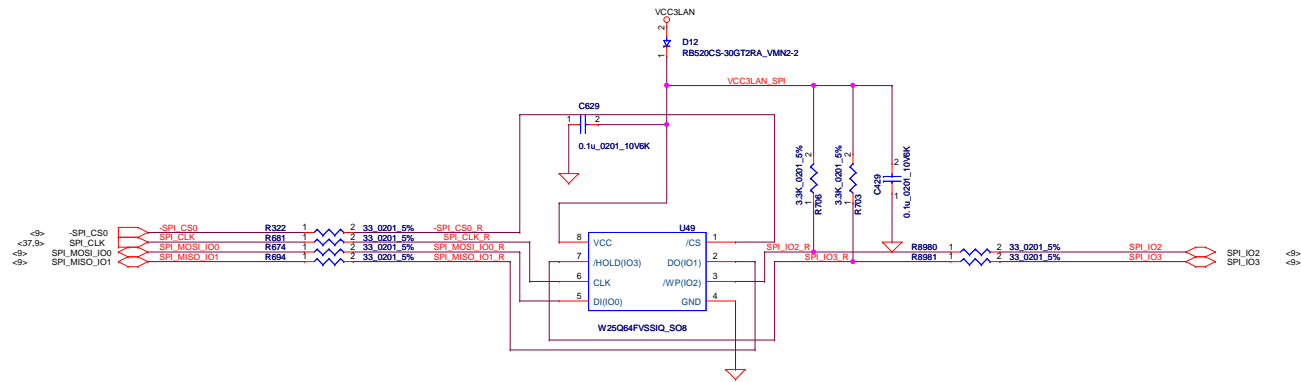 VCC3LAN
2
D12
1
RB520CS-30GT2RA_VMN2-2
VCC3LAN_SPI
C629
1 2
0.1u_0201_10V6K
3.3K_0201_5%
2
1
R706
3.3K_0201_5%
2
1
R703
C429
2
1
0.1u_0201_10V6K
<9> -SPI_CS0 -SPI_CS0 R322 1 2 33_0201_5% -SPI_CS0_R
<37,9> SPI_CLK SPI_CLK R681 1 2 33_0201_5% SPI_CLK_R
<9> SPI_MOSI_IO0 SPI_MOSI_IO0 R674 1 2 33_0201_5% SPI_MOSI_IO0_R
<9> SPI_MISO_IO1 SPI_MISO_IO1 R694 1 2 33_0201_5% SPI_MISO_IO1_R
U49
8 VCC /CS 1
7 /HOLD(IO3) DO(IO1) 2
6 CLK /WP(IO2) 3
5 DI(IO0) GND 4
W25Q64FVSSIQ_SO8
SPI_IO2_R R8980 1 2 33_0201_5% SPI_IO2 SPI_IO2 <9>
SPI_IO3_R R8981 1 2 33_0201_5% SPI_IO3 SPI_IO3 <9>